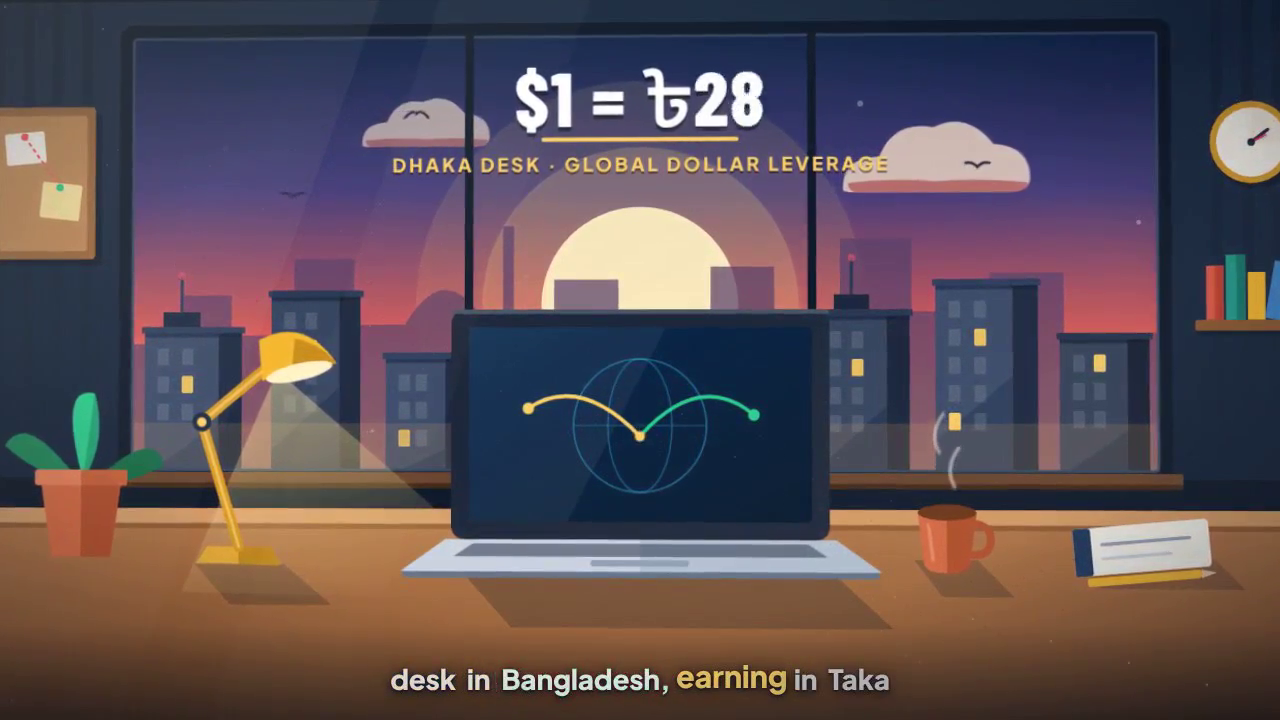 $1 = ৳28
DHAKA DESK · GLOBAL DOLLAR LEVERAGE
desk in Bangladesh, earning in Taka